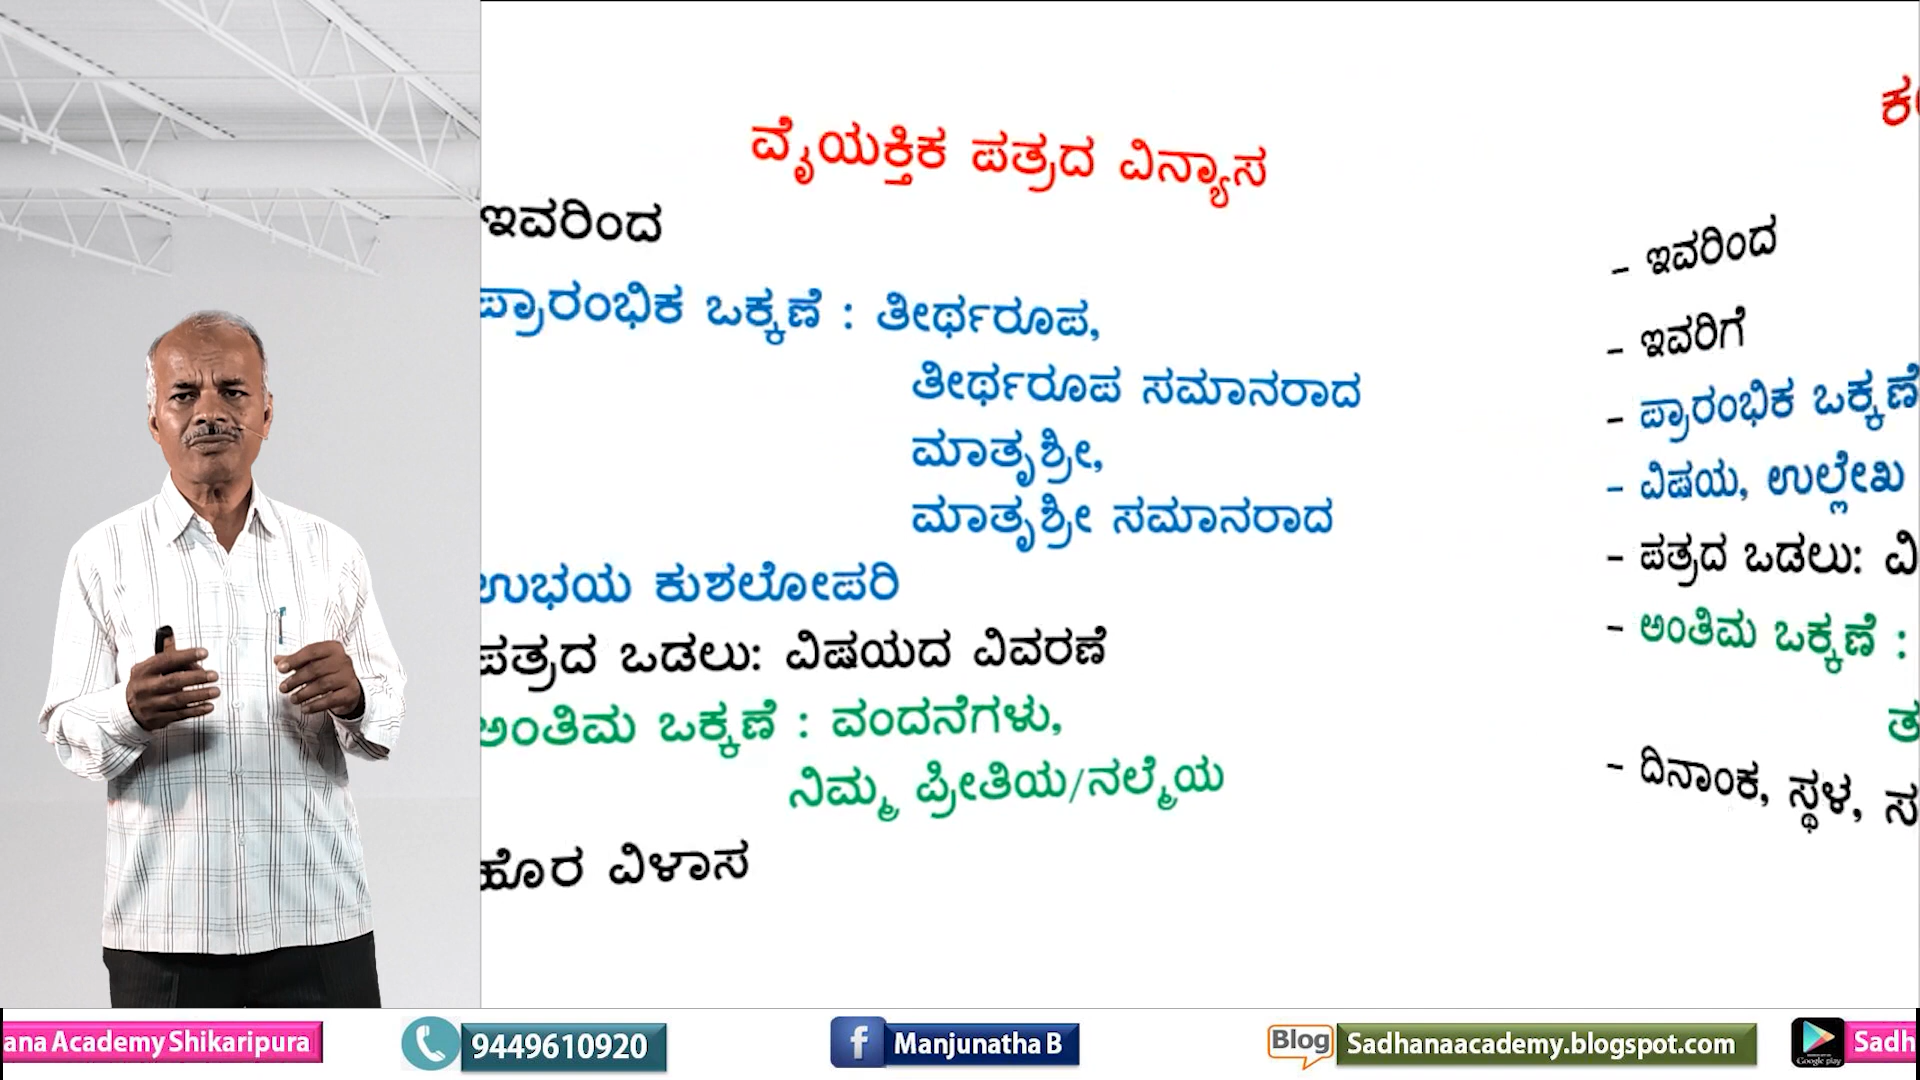 ವೈಯಕ್ತಿಕ ಪತ್ರದ ವಿನ್ಯಾಸ
ಇವರಿಂದ
ಪ್ರಾರಂಭಿಕ ಒಕ್ಕಣೆ : ತೀರ್ಥರೂಪ,
ತೀರ್ಥರೂಪ ಸಮಾನರಾದ
ಮಾತೃಶ್ರೀ,
ಮಾತೃಶ್ರೀ ಸಮಾನರಾದ
ಉಭಯ ಕುಶಲೋಪರಿ
ಪತ್ರದ ಒಡಲು: ವಿಷಯದ ವಿವರಣೆ
ಅಂತಿಮ ಒಕ್ಕಣೆ : ವಂದನೆಗಳು,
ನಿಮ್ಮ ಪ್ರೀತಿಯ/ನಲ್ಮೆಯ
ಹೊರ ವಿಳಾಸ
- ಇವರಿಂದ
- ಇವರಿಗೆ
- ಪ್ರಾರಂಭಿಕ ಒಕ್ಕಣೆ
- ವಿಷಯ, ಉಲ್ಲೇಖ
- ಪತ್ರದ ಒಡಲು: ವಿ
- ಅಂತಿಮ ಒಕ್ಕಣೆ :
- ದಿನಾಂಕ, ಸ್ಥಳ, ಸ
ana Academy Shikaripura
9449610920
f Manjunatha B
Blog Sadhanaacademy.blogspot.com
Google play Sadh